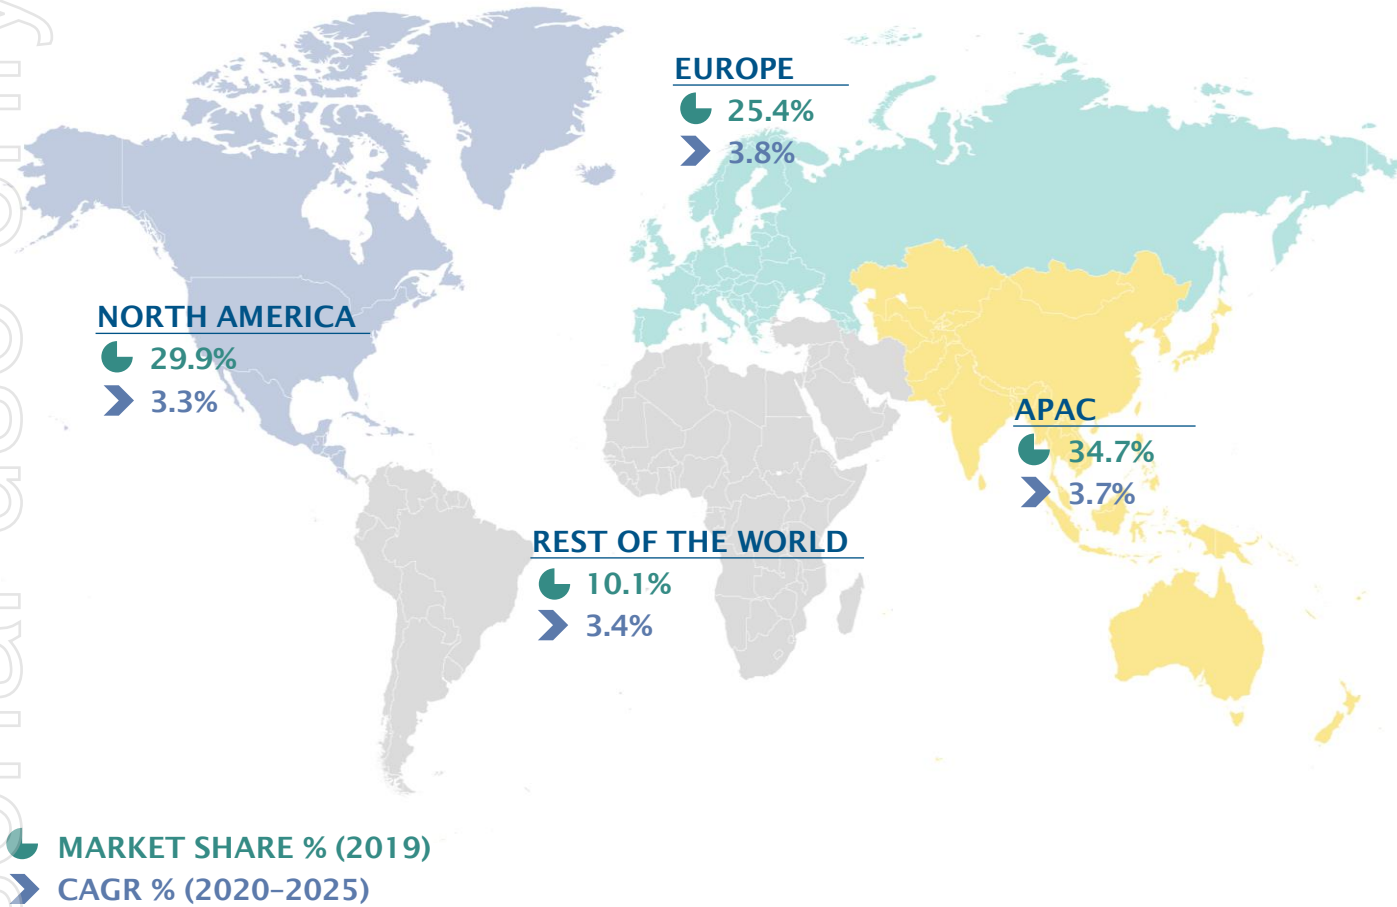 EUROPE
25.4%
3.8%
NORTH AMERICA
29.9%
3.3%
APAC
34.7%
3.7%
REST OF THE WORLD
10.1%
3.4%
MARKET SHARE % (2019)
CAGR % (2020–2025)